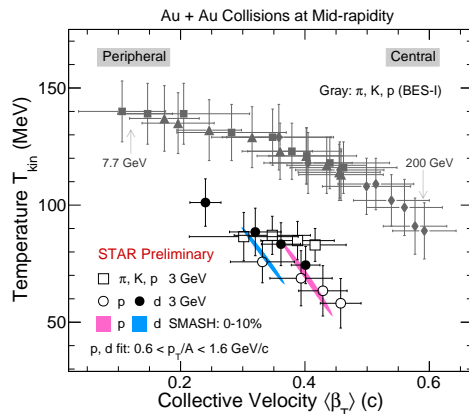 Au + Au Collisions at Mid-rapidity
Peripheral
Central
Gray: π, K, p (BES-I)
7.7 GeV
200 GeV
STAR Preliminary
π, K, p 3 GeV
p d 3 GeV
p d SMASH: 0-10%
p, d fit: 0.6 < p_T/A < 1.6 GeV/c
Temperature T_kin (MeV)
150
100
50
0.2 0.4 0.6
Collective Velocity ⟨β_T⟩ (c)